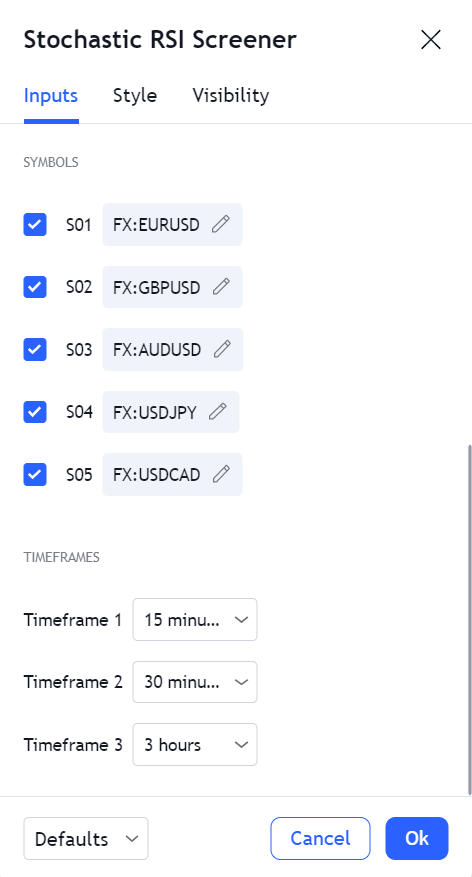 Stochastic RSI Screener
Inputs Style Visibility
SYMBOLS
S01 FX:EURUSD
S02 FX:GBPUSD
S03 FX:AUDUSD
S04 FX:USDJPY
S05 FX:USDCAD
TIMEFRAMES
Timeframe 1 15 minu...
Timeframe 2 30 minu...
Timeframe 3 3 hours
Defaults Cancel Ok